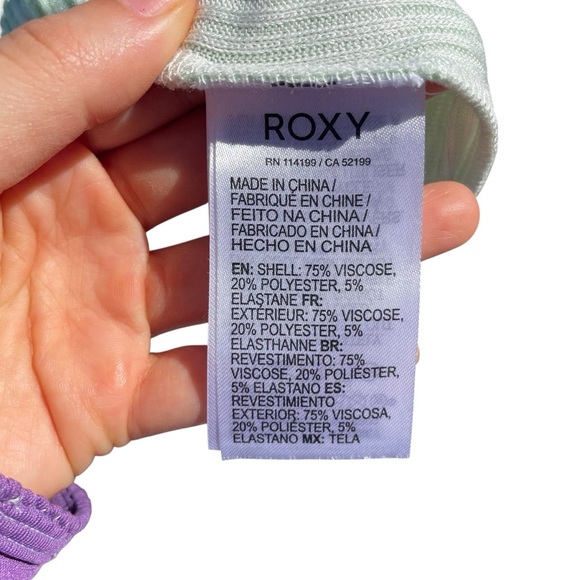 ROXY
RN 114199 / CA 52199
MADE IN CHINA /
FABRIQUÉ EN CHINE /
FEITO NA CHINA /
FABRICADO EN CHINA /
HECHO EN CHINA
EN: SHELL: 75% VISCOSE,
20% POLYESTER, 5%
ELASTANE FR:
EXTÉRIEUR: 75% VISCOSE,
20% POLYESTER, 5%
ELASTHANNE BR:
REVESTIMENTO: 75%
VISCOSE, 20% POLIÉSTER,
5% ELASTANO ES:
REVESTIMIENTO
EXTERIOR: 75% VISCOSA,
20% POLIÉSTER, 5%
ELASTANO MX: TELA